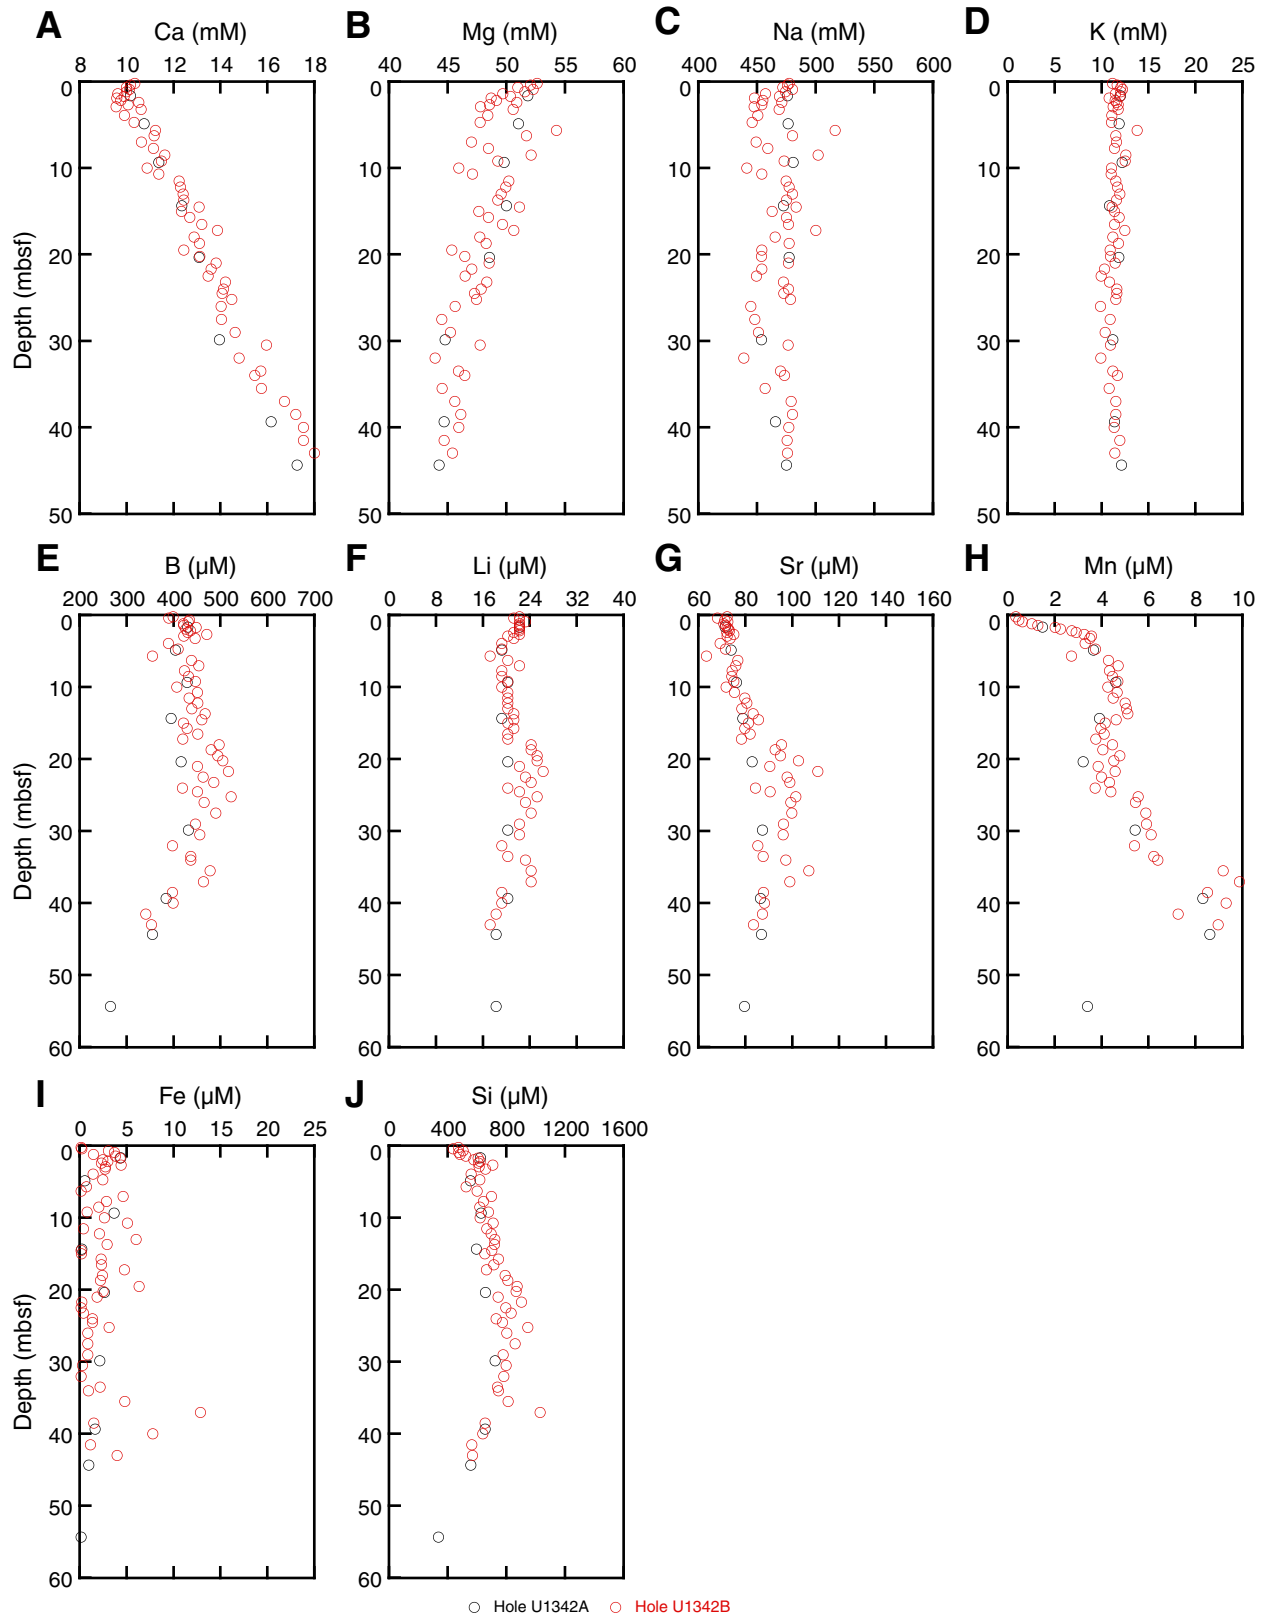 A Ca (mM) B Mg (mM) C Na (mM) D K (mM)
8 10 12 14 16 18 40 45 50 55 60 400 450 500 550 600 0 5 10 15 20 25
0 0 0 0
10 10 10 10
20 20 20 20
Depth (mbsf)
30 30 30 30
40 40 40 40
50 50 50 50
E B (µM) F Li (µM) G Sr (µM) H Mn (µM)
200 300 400 500 600 700 0 8 16 24 32 40 60 80 100 120 140 160 0 2 4 6 8 10
0 0 0 0
10 10 10 10
20 20 20 20
Depth (mbsf)
30 30 30 30
40 40 40 40
50 50 50 50
60 60 60 60
I Fe (µM) J Si (µM)
0 5 10 15 20 25 0 400 800 1200 1600
0 0
10 10
20 20
Depth (mbsf)
30 30
40 40
50 50
60 60
Hole U1342A Hole U1342B